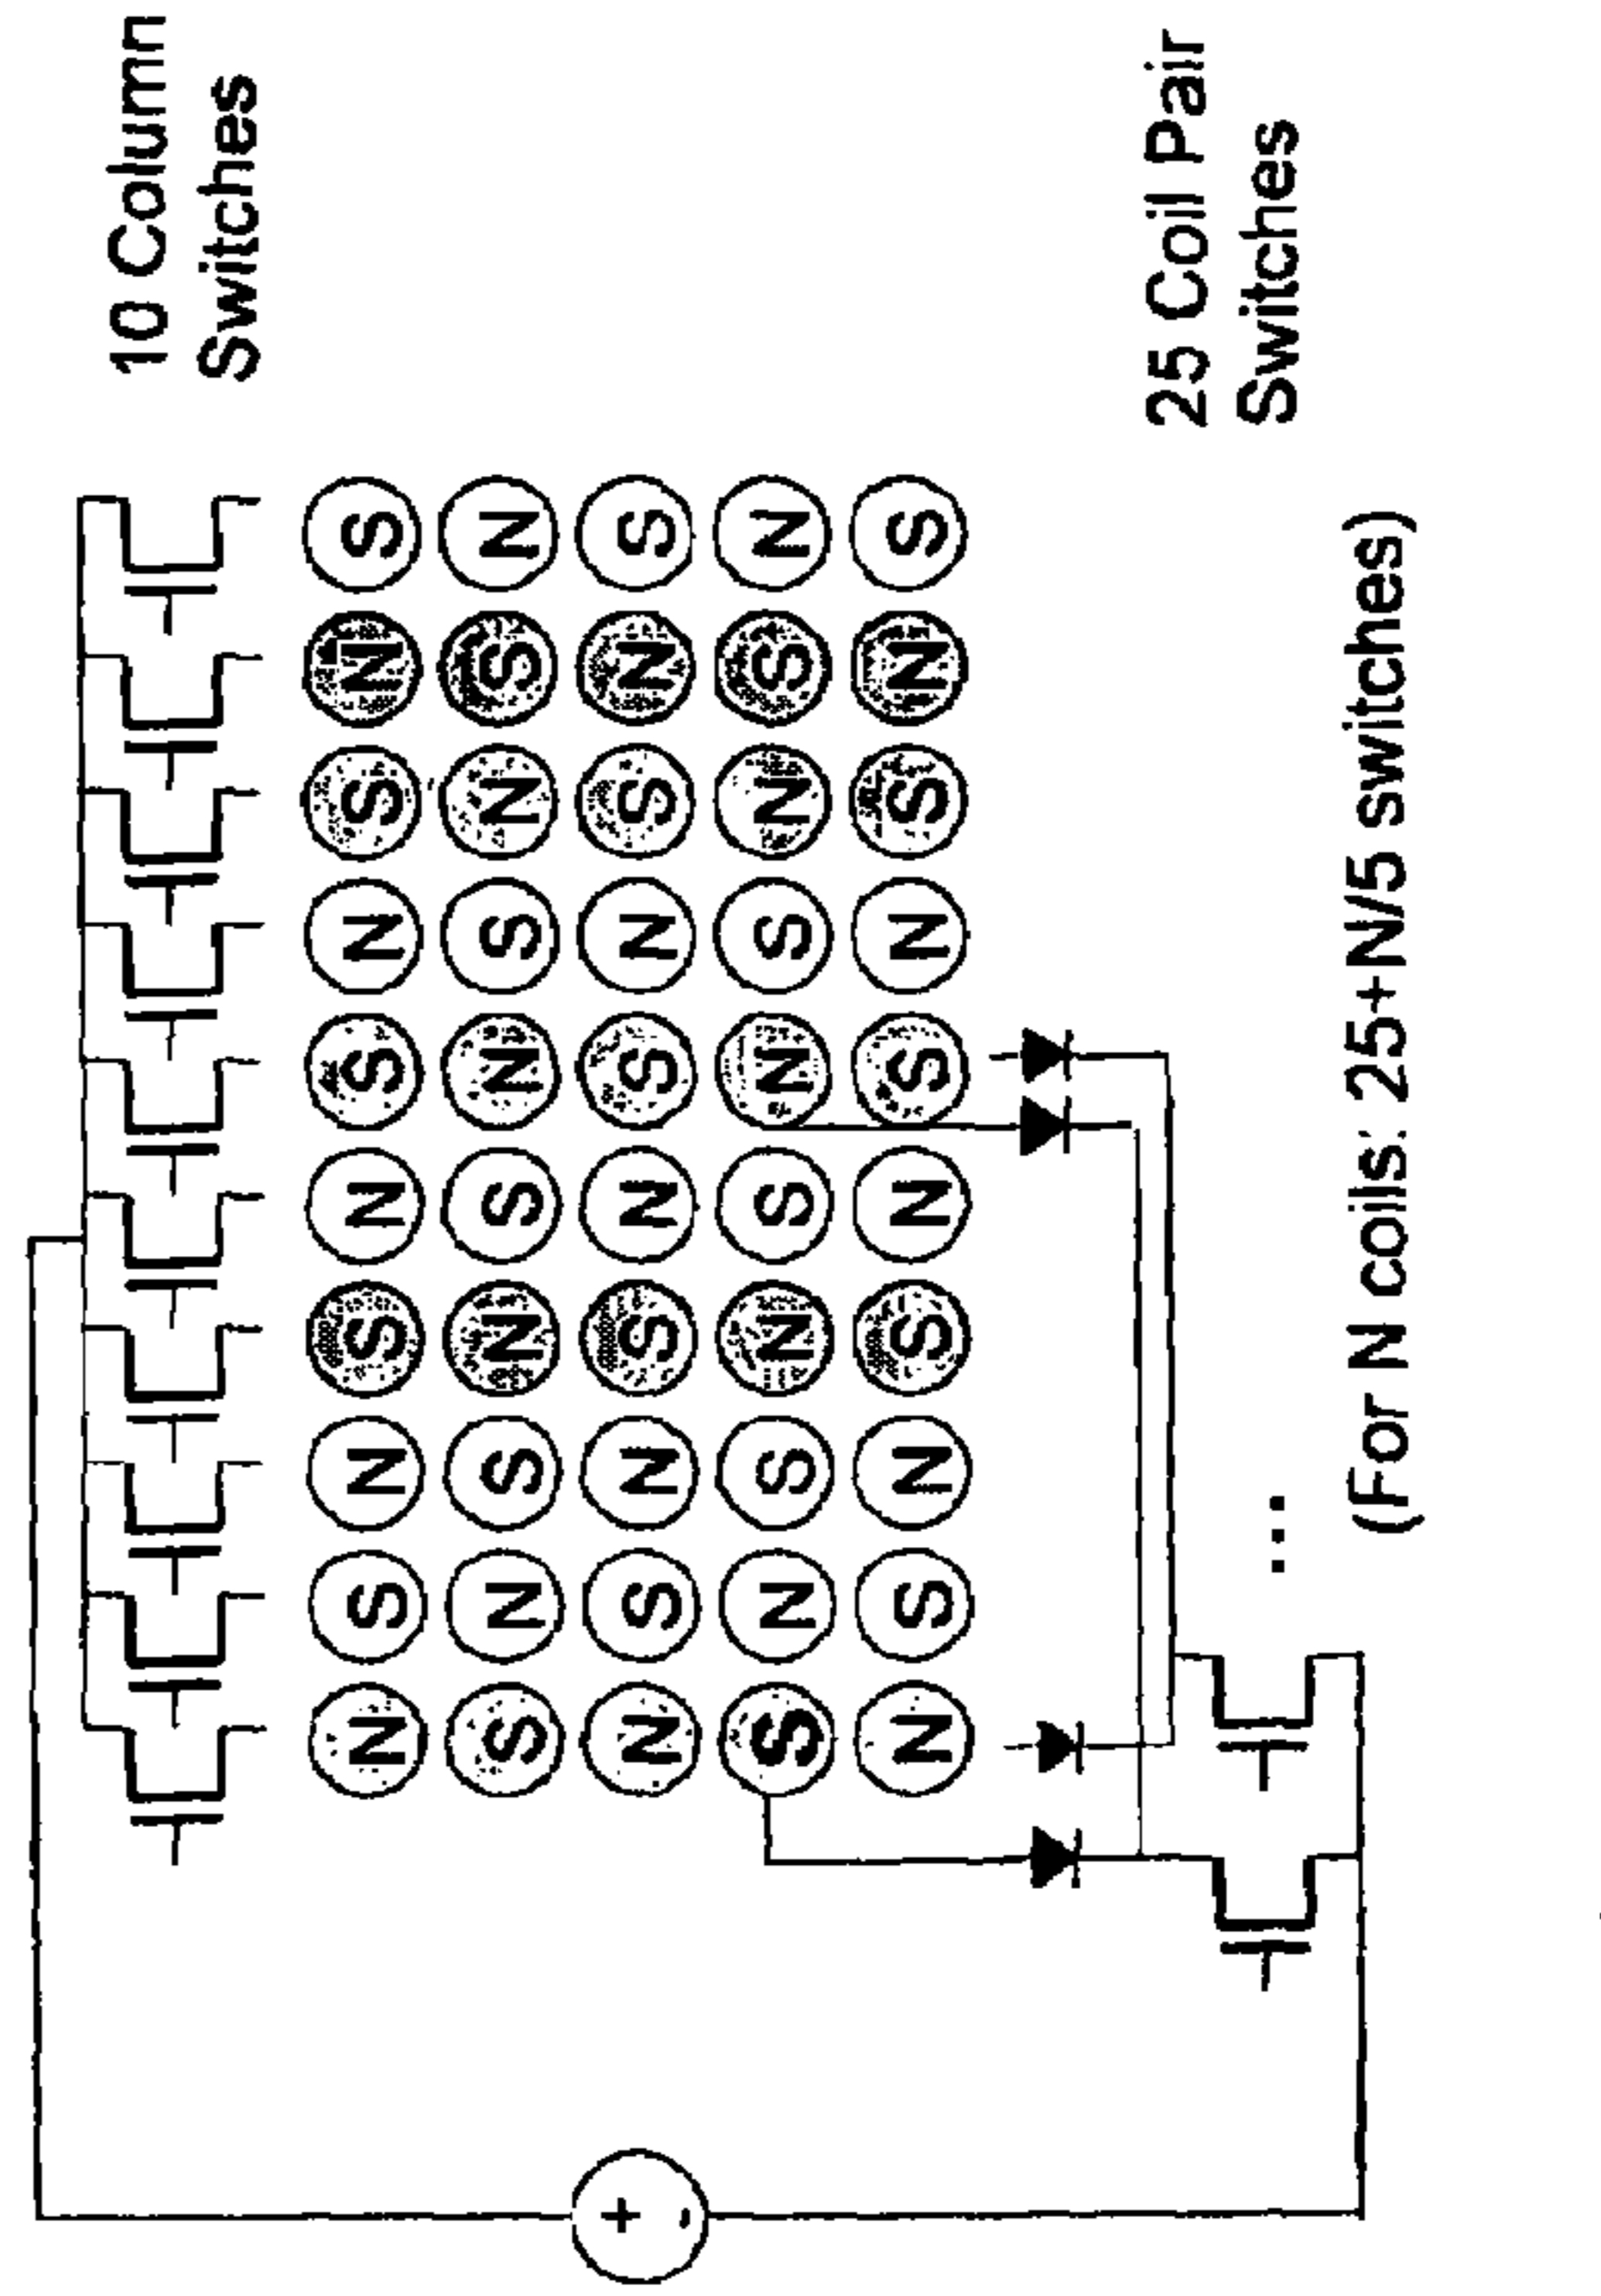 10 Column
Switches
N S N S N S N S N S
S N S N S N S N S N
N S N S N S N S N S
S N S N S N S N S N
N S N S N S N S N S
+
-
25 Coil Pair
Switches
...
(For N coils: 25+N/5 switches)